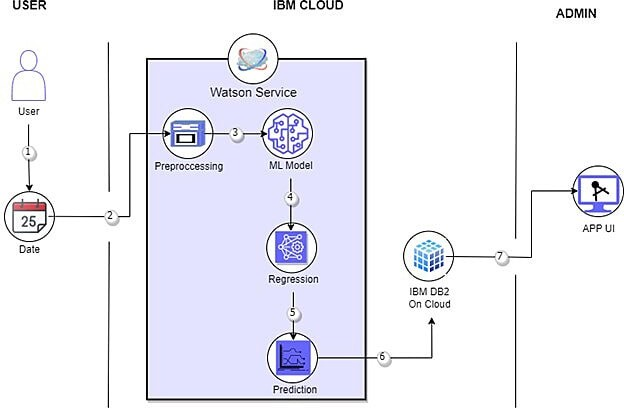 USER
IBM CLOUD
ADMIN
Watson Service
User
Preproccessing
3
ML Model
1
4
2
25
Date
APP UI
Regression
7
IBM DB2
On Cloud
5
6
Prediction